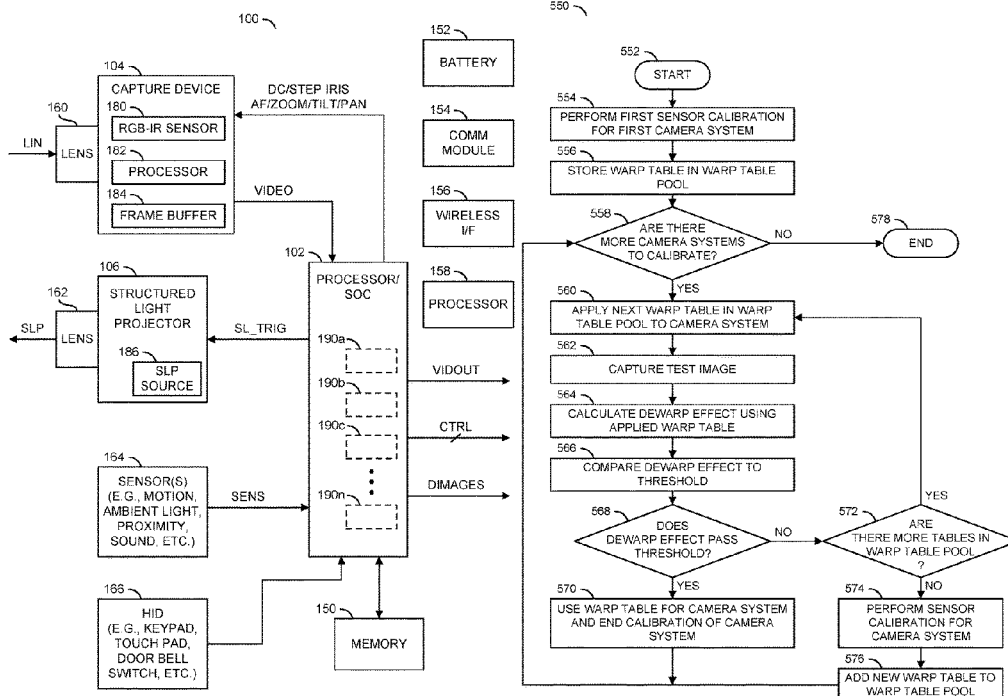 100
104
CAPTURE DEVICE
180
RGB-IR SENSOR
182
PROCESSOR
184
FRAME BUFFER
160
LENS
LIN
DC/STEP IRIS
AF/ZOOM/TILT/PAN
VIDEO
106
STRUCTURED
LIGHT
PROJECTOR
186
SLP
SOURCE
162
LENS
SLP
SL_TRIG
102
PROCESSOR/
SOC
190a
190b
190c
190n
164
SENSOR(S)
(E.G., MOTION,
AMBIENT LIGHT,
PROXIMITY,
SOUND, ETC.)
SENS
166
HID
(E.G., KEYPAD,
TOUCH PAD,
DOOR BELL
SWITCH, ETC.)
150
MEMORY
152
BATTERY
154
COMM
MODULE
156
WIRELESS
I/F
158
PROCESSOR
VIDOUT
CTRL
DIMAGES
550
552
START
554
PERFORM FIRST SENSOR CALIBRATION
FOR FIRST CAMERA SYSTEM
556
STORE WARP TABLE IN WARP TABLE
POOL
558
ARE THERE
MORE CAMERA SYSTEMS
TO CALIBRATE?
NO
578
END
YES
560
APPLY NEXT WARP TABLE IN WARP
TABLE POOL TO CAMERA SYSTEM
562
CAPTURE TEST IMAGE
564
CALCULATE DEWARP EFFECT USING
APPLIED WARP TABLE
566
COMPARE DEWARP EFFECT TO
THRESHOLD
568
DOES
DEWARP EFFECT PASS
THRESHOLD?
NO
YES
572
ARE
THERE MORE TABLES IN
WARP TABLE POOL
?
YES
NO
570
USE WARP TABLE FOR CAMERA SYSTEM
AND END CALIBRATION OF CAMERA
SYSTEM
574
PERFORM SENSOR
CALIBRATION FOR
CAMERA SYSTEM
576
ADD NEW WARP TABLE TO
WARP TABLE POOL